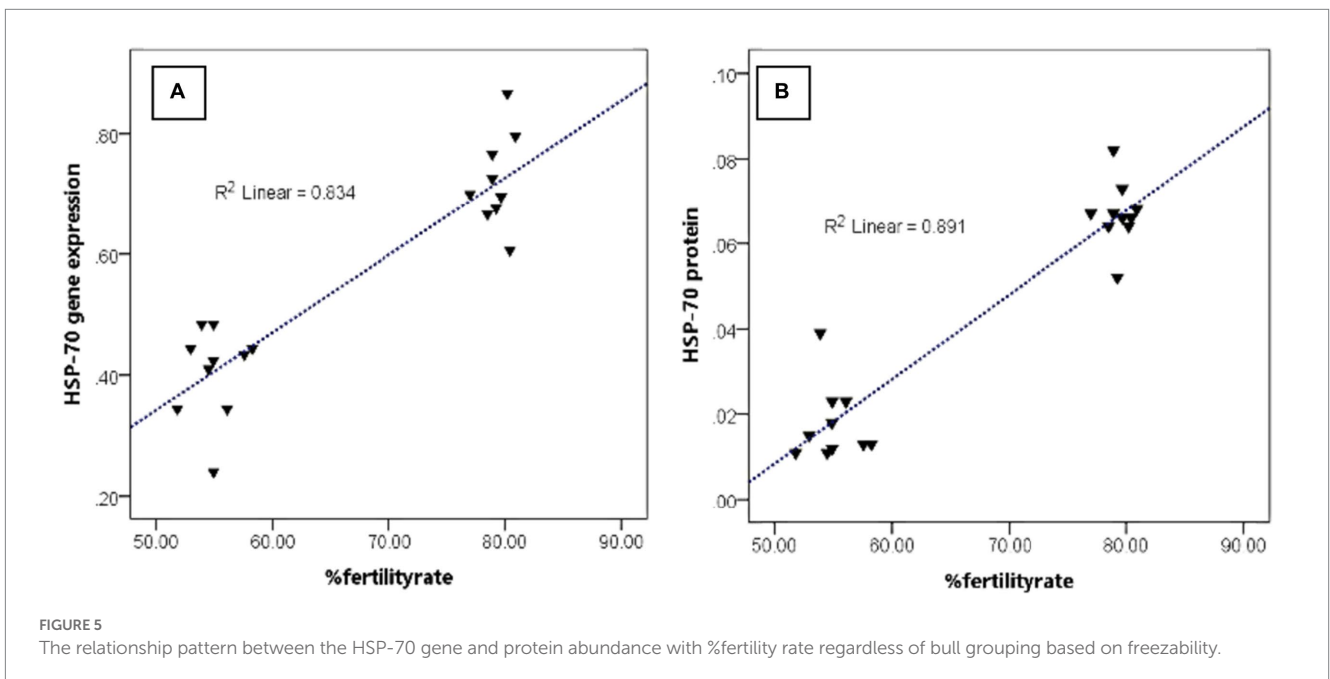 A
HSP-70 gene expression
.80
.60
.40
.20
R2 Linear = 0.834
50.00 60.00 70.00 80.00 90.00
%fertilityrate
B
HSP-70 protein
.10
.08
.06
.04
.02
.00
R2 Linear = 0.891
50.00 60.00 70.00 80.00 90.00
%fertilityrate
FIGURE 5
The relationship pattern between the HSP-70 gene and protein abundance with %fertility rate regardless of bull grouping based on freezability.